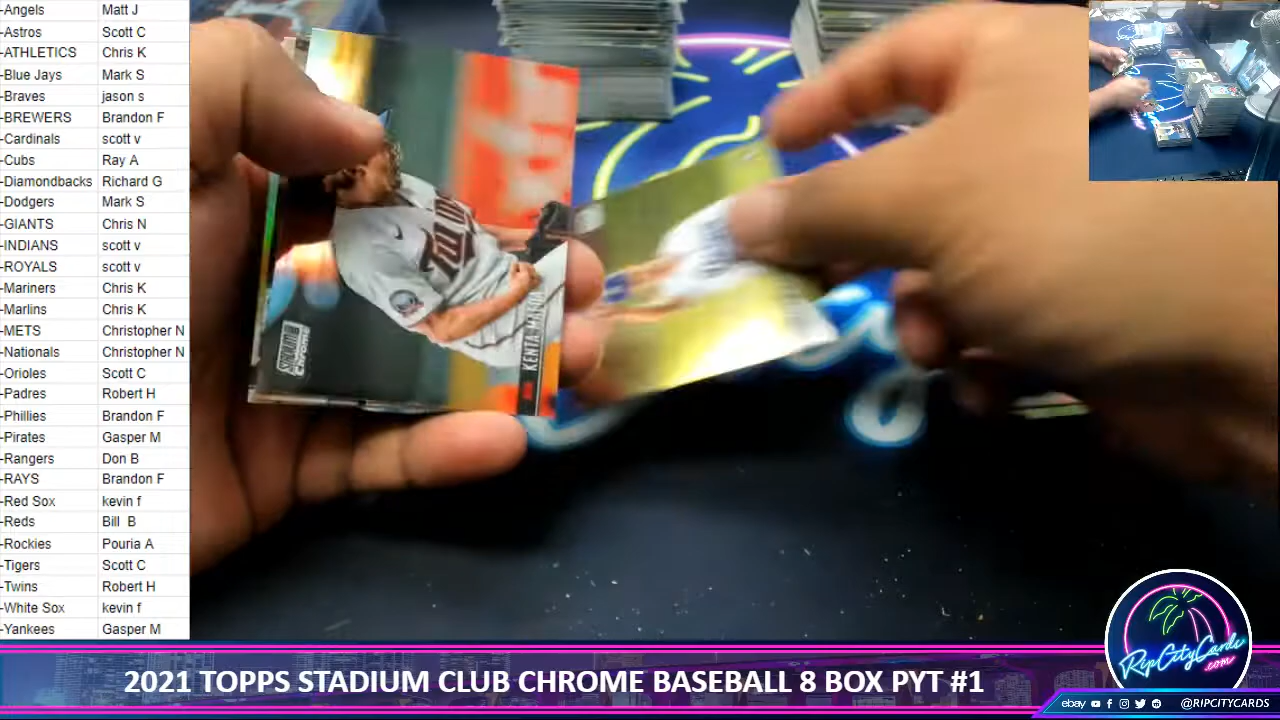 -Angels Matt J
-Astros Scott C
-ATHLETICS Chris K
-Blue Jays Mark S
-Braves jason s
-BREWERS Brandon F
-Cardinals scott v
-Cubs Ray A
-Diamondbacks Richard G
-Dodgers Mark S
-GIANTS Chris N
-INDIANS scott v
-ROYALS scott v
-Mariners Chris K
-Marlins Chris K
-METS Christopher N
-Nationals Christopher N
-Orioles Scott C
-Padres Robert H
-Phillies Brandon F
-Pirates Gasper M
-Rangers Don B
-RAYS Brandon F
-Red Sox kevin f
-Reds Bill B
-Rockies Pouria A
-Tigers Scott C
-Twins Robert H
-White Sox kevin f
-Yankees Gasper M
STADIUM
CHROME
KENTA MAEDA
2021 TOPPS STADIUM CLUB CHROME BASEBALL 8 BOX PYT #1
RipCityCards
.com
ebay @RIPCITYCARDS